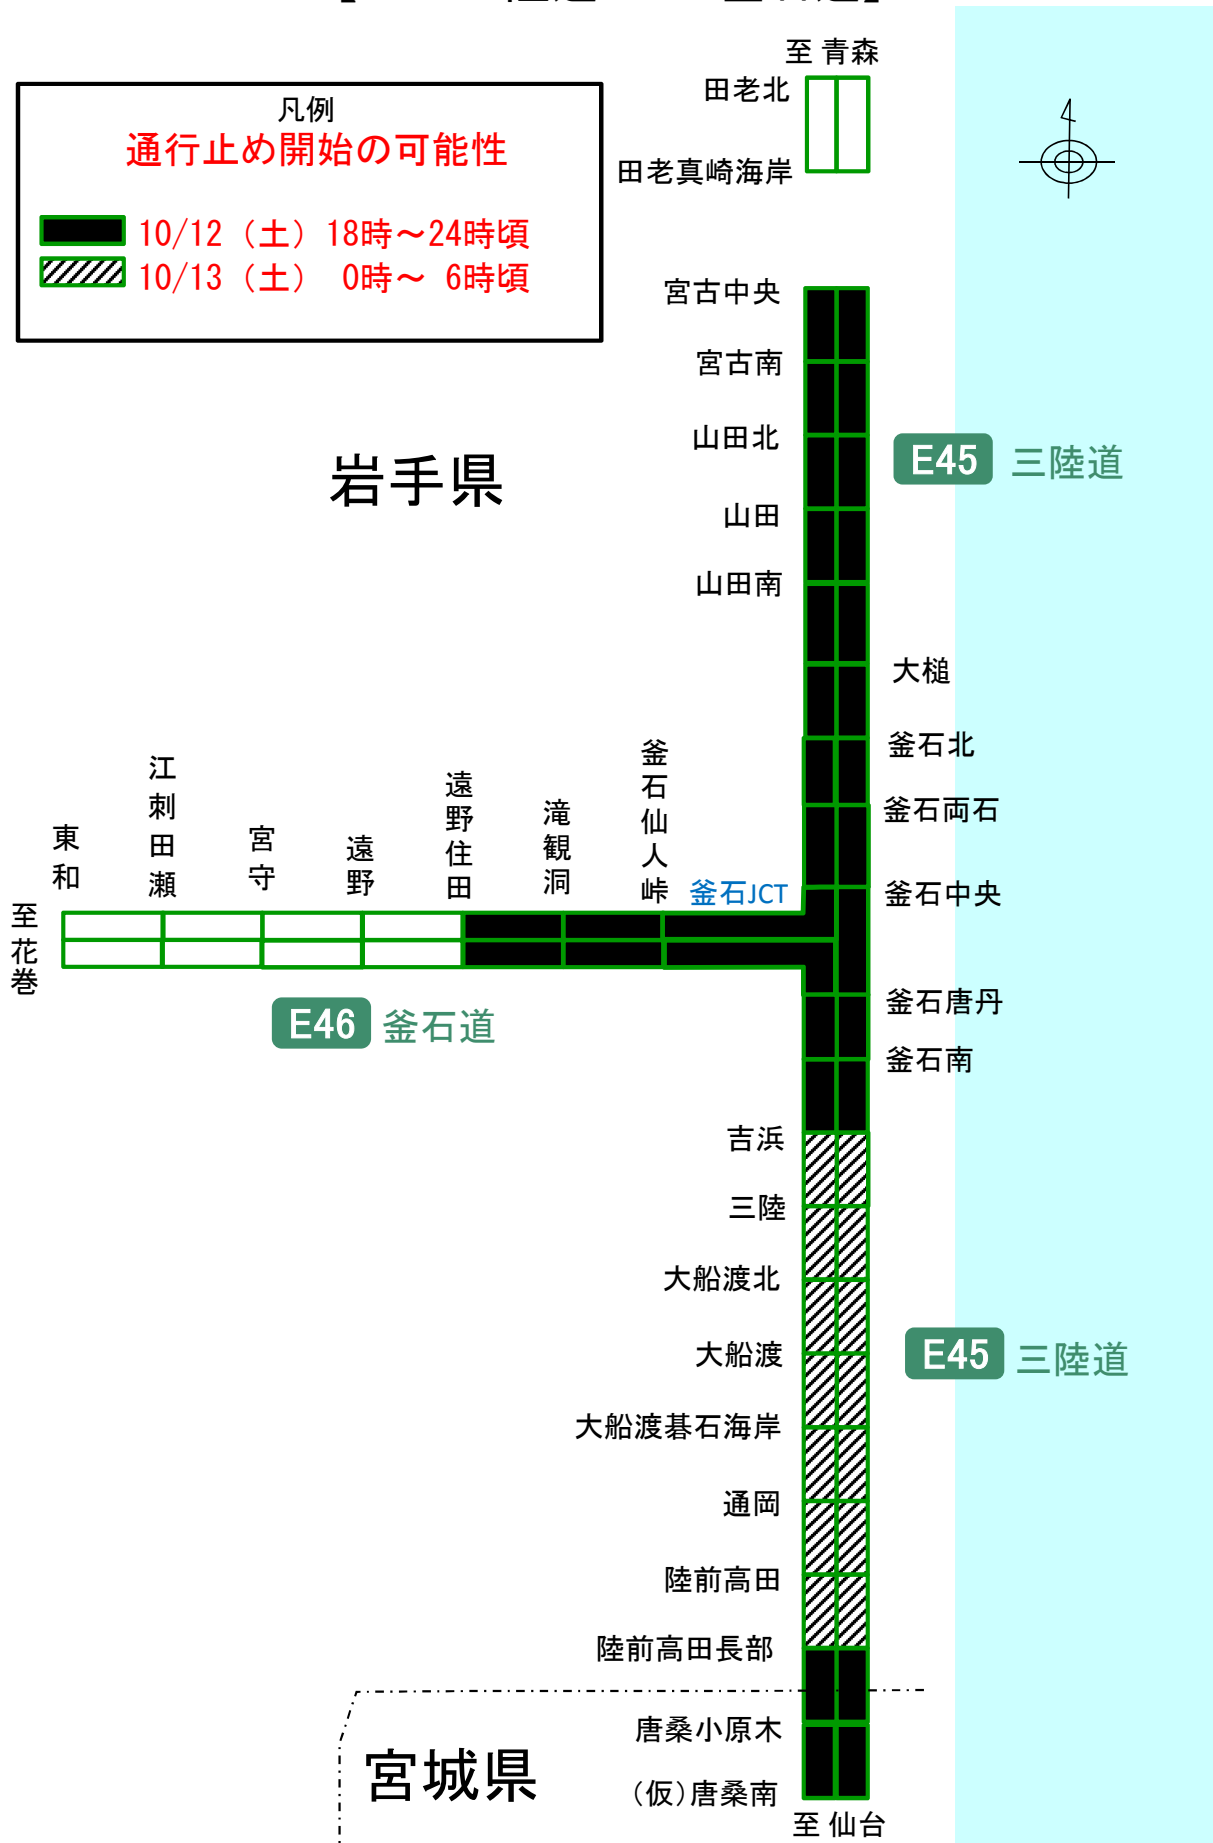 至 青森
田老北
田老真崎海岸
凡例
通行止め開始の可能性
10/12（土）18時～24時頃
10/13（土） 0時～ 6時頃
宮古中央
宮古南
山田北
E45 三陸道
岩手県
山田
山田南
大槌
釜石北
釜石両石
釜石中央
釜石JCT
釜石仙人峠
滝観洞
遠野住田
遠野
宮守
江刺田瀬
東和
至花巻
E46 釜石道
釜石唐丹
釜石南
吉浜
三陸
大船渡北
大船渡
E45 三陸道
大船渡碁石海岸
通岡
陸前高田
陸前高田長部
唐桑小原木
宮城県
（仮）唐桑南
至 仙台